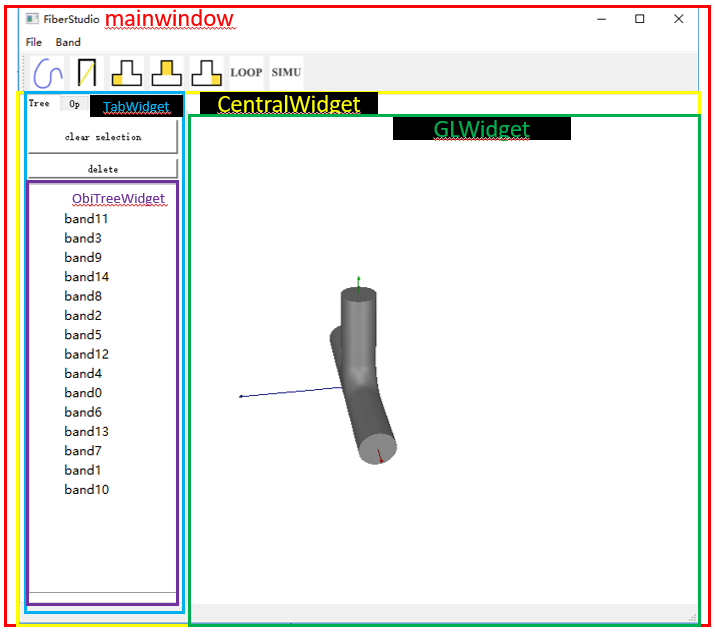 FiberStudio mainwindow
File Band
LOOP SIMU
Tree Op TabWidget CentralWidget
GLWidget
clear selection
delete
ObjTreeWidget
band11
band3
band9
band14
band8
band2
band5
band12
band4
band0
band6
band13
band7
band1
band10